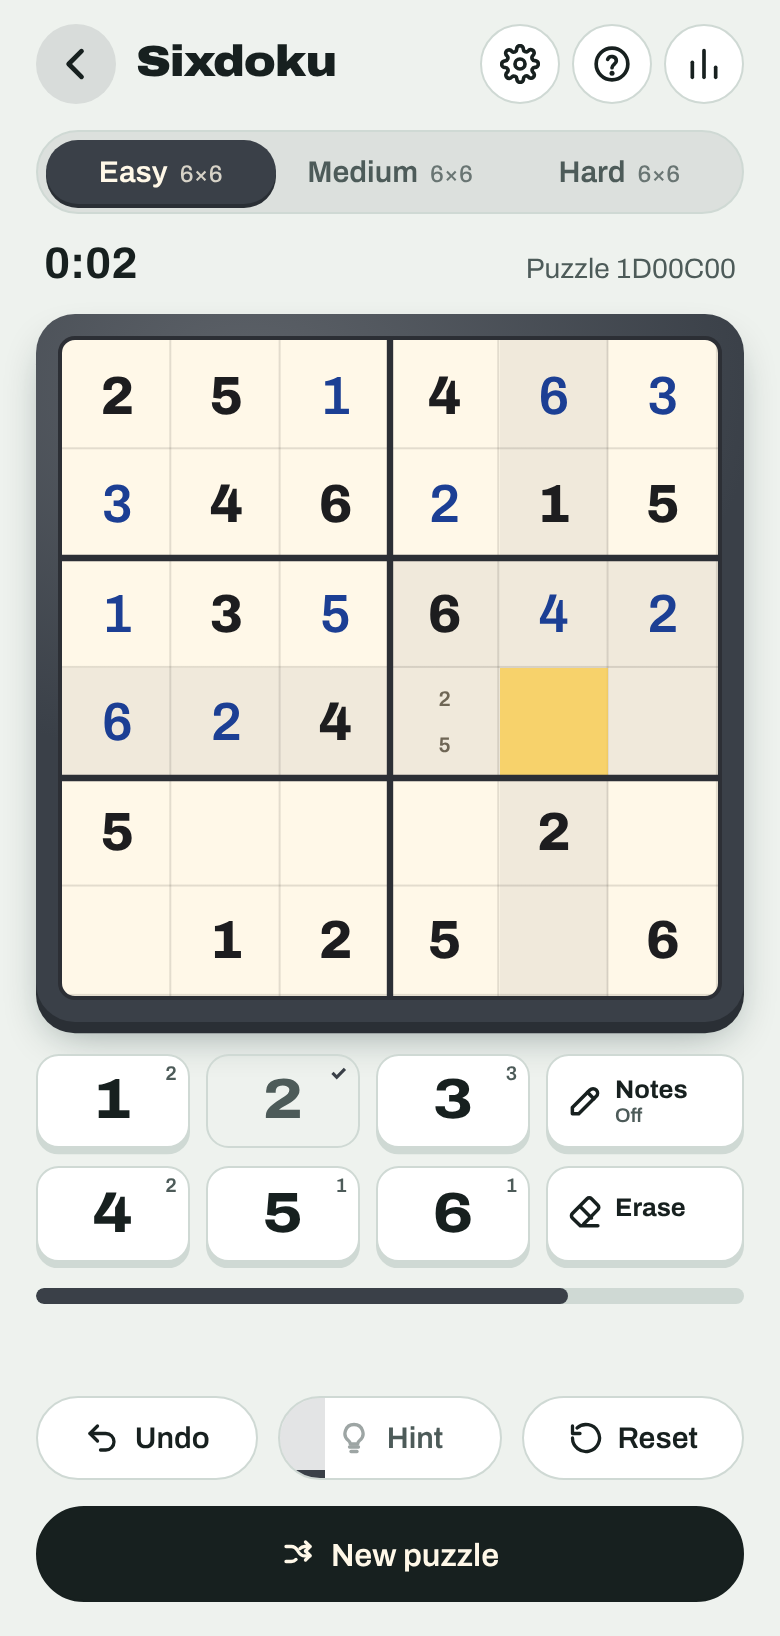 Sixdoku
Easy 6×6 Medium 6×6 Hard 6×6
0:02 Puzzle 1D00C00
2 5 1 4 6 3
3 4 6 2 1 5
1 3 5 6 4 2
6 2 4 2 5
5 2
1 2 5 6
1 2 2 3 3 Notes
Off
4 2 5 1 6 1 Erase
Undo Hint Reset
New puzzle